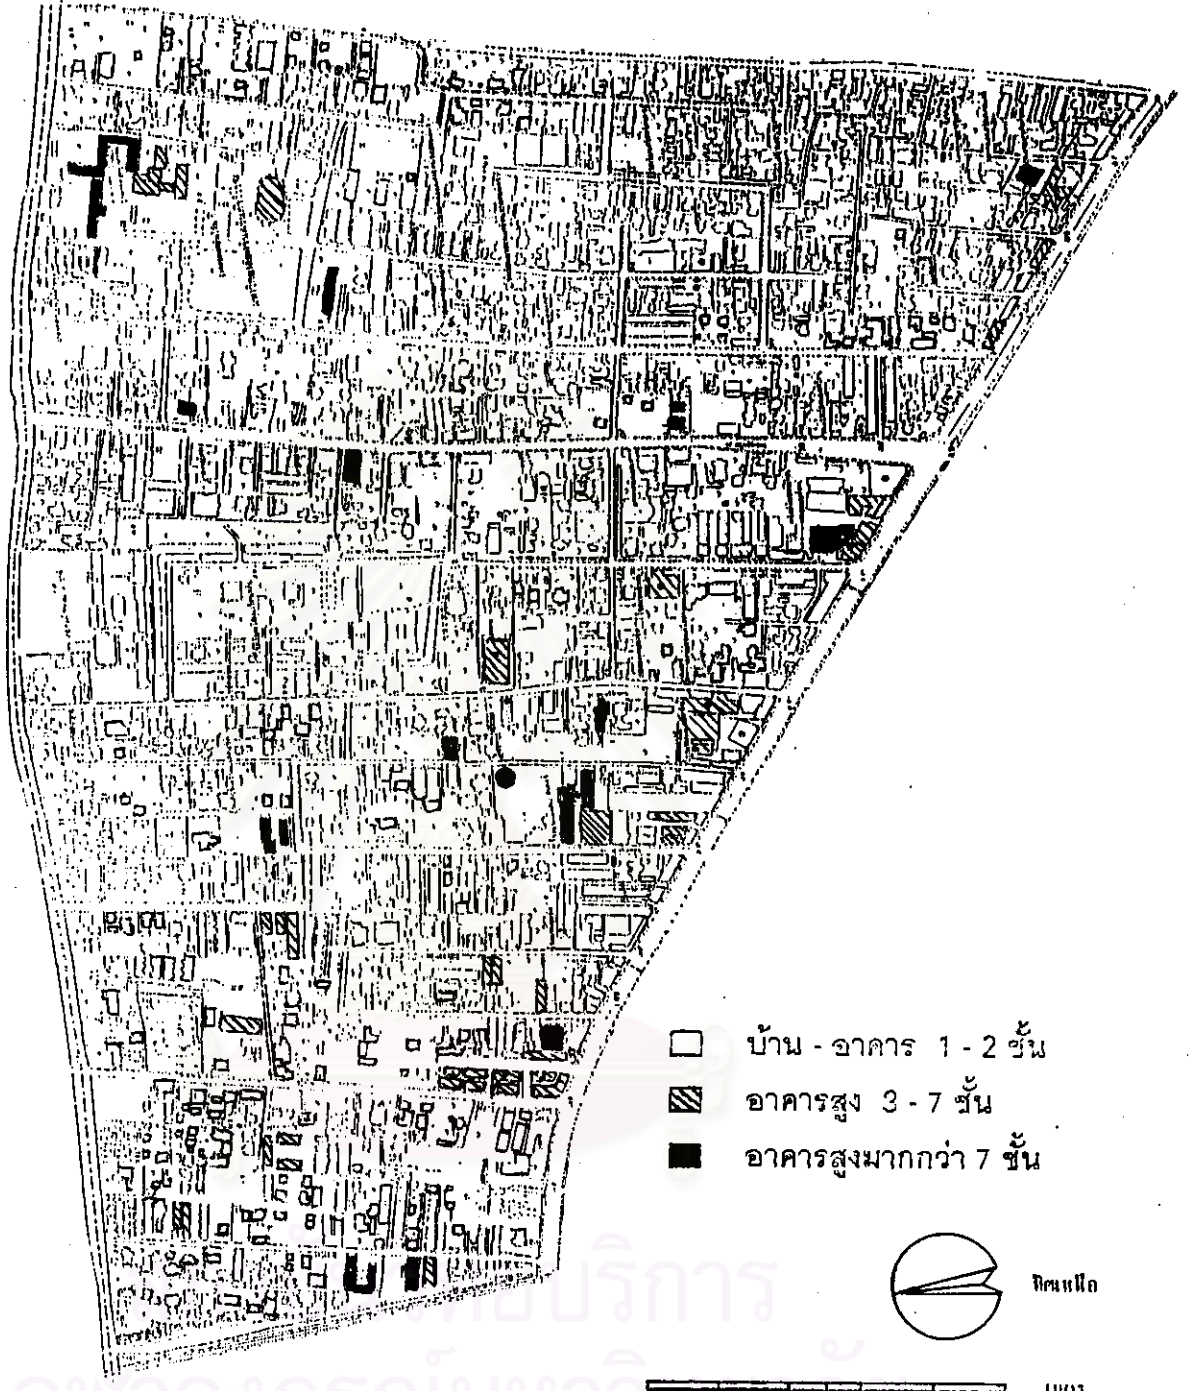 บ้าน - อาคาร 1 - 2 ชั้น
อาคารสูง 3 - 7 ชั้น
อาคารสูงมากกว่า 7 ชั้น
ทิศเหนือ